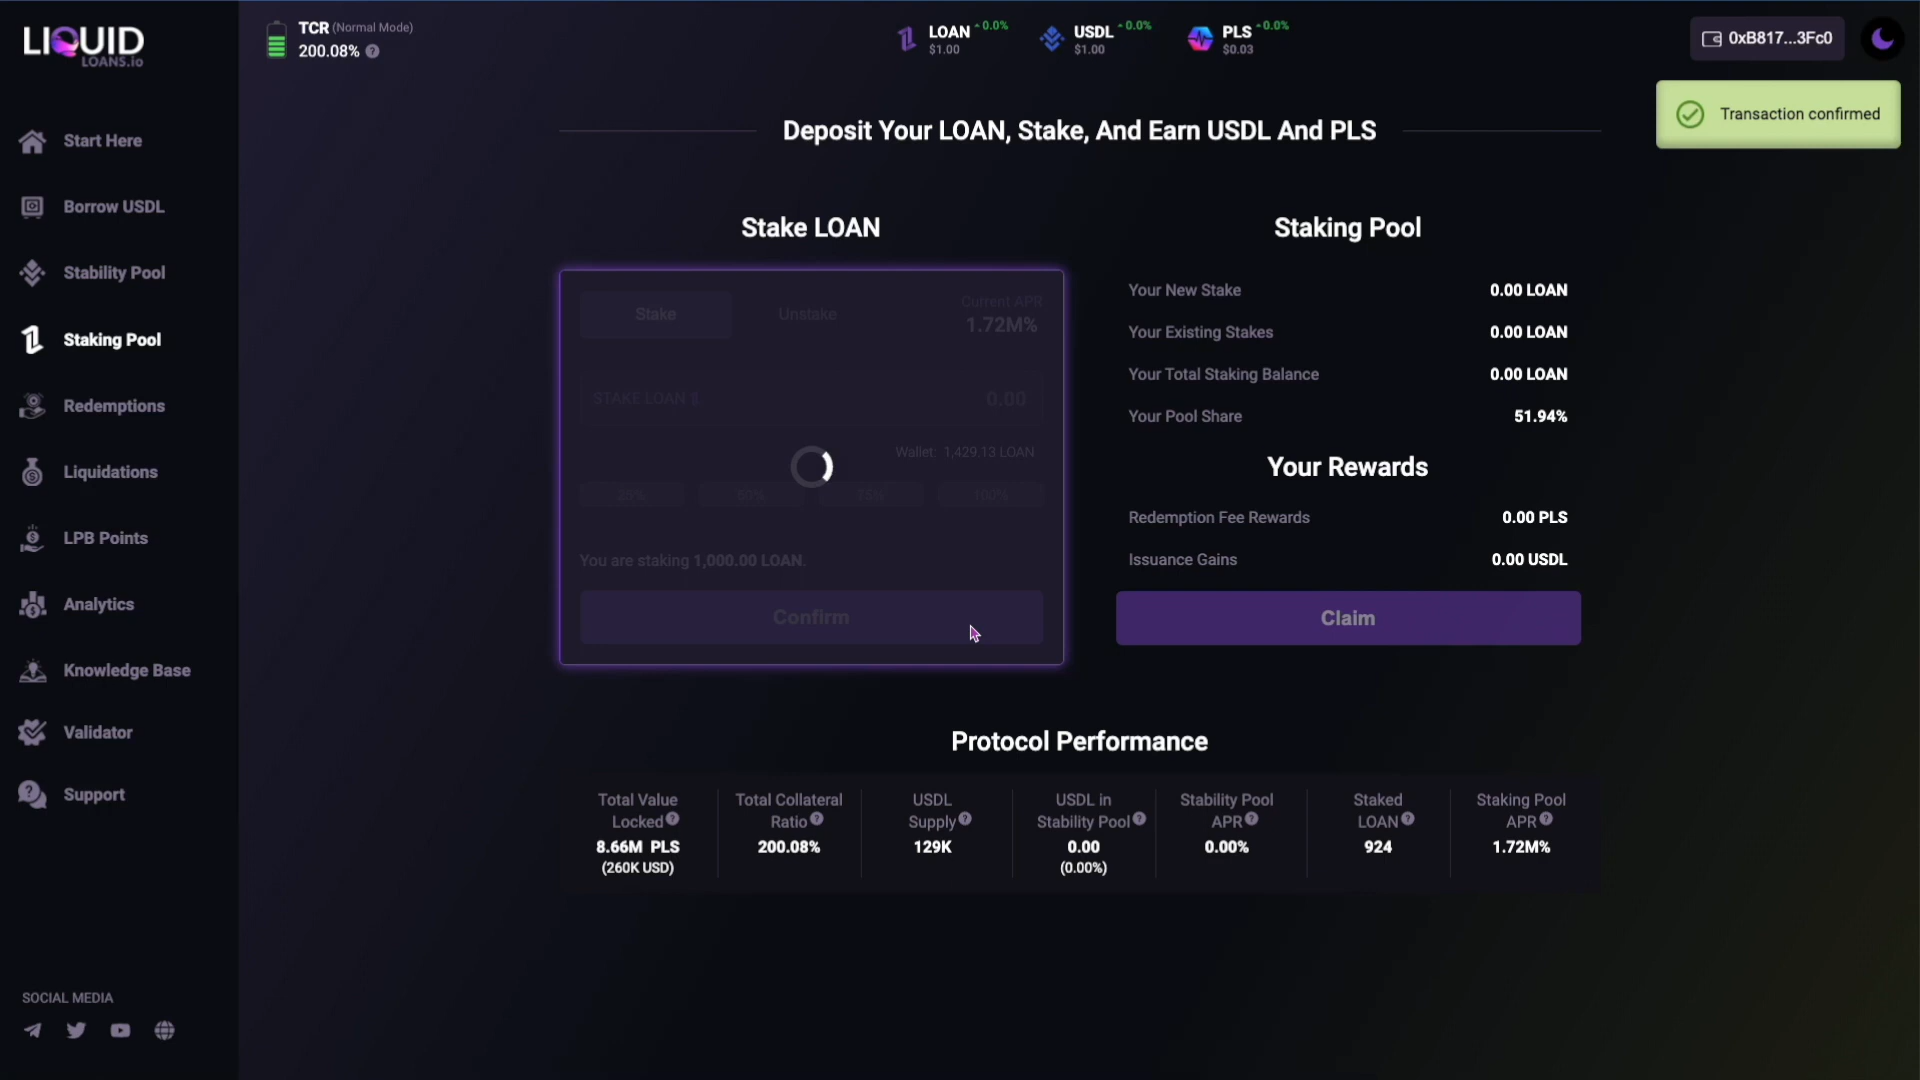 LIQUID
LOANS.io
TCR (Normal Mode)
200.08%
LOAN 0.0%
$1.00
USDL 0.0%
$1.00
PLS 0.0%
$0.03
0xB817...3Fc0
Transaction confirmed
Start Here
Borrow USDL
Stability Pool
Staking Pool
Redemptions
Liquidations
LPB Points
Analytics
Knowledge Base
Validator
Support
SOCIAL MEDIA
Deposit Your LOAN, Stake, And Earn USDL And PLS
Stake LOAN
Stake
Unstake
Current APR
1.72M%
STAKE LOAN
0.00
Wallet: 1,429.13 LOAN
25% 50% 75% 100%
You are staking 1,000.00 LOAN.
Confirm
Staking Pool
Your New Stake 0.00 LOAN
Your Existing Stakes 0.00 LOAN
Your Total Staking Balance 0.00 LOAN
Your Pool Share 51.94%
Your Rewards
Redemption Fee Rewards 0.00 PLS
Issuance Gains 0.00 USDL
Claim
Protocol Performance
Total Value
Locked
8.66M PLS
(260K USD)
Total Collateral
Ratio
200.08%
USDL
Supply
129K
USDL in
Stability Pool
0.00
(0.00%)
Stability Pool
APR
0.00%
Staked
LOAN
924
Staking Pool
APR
1.72M%